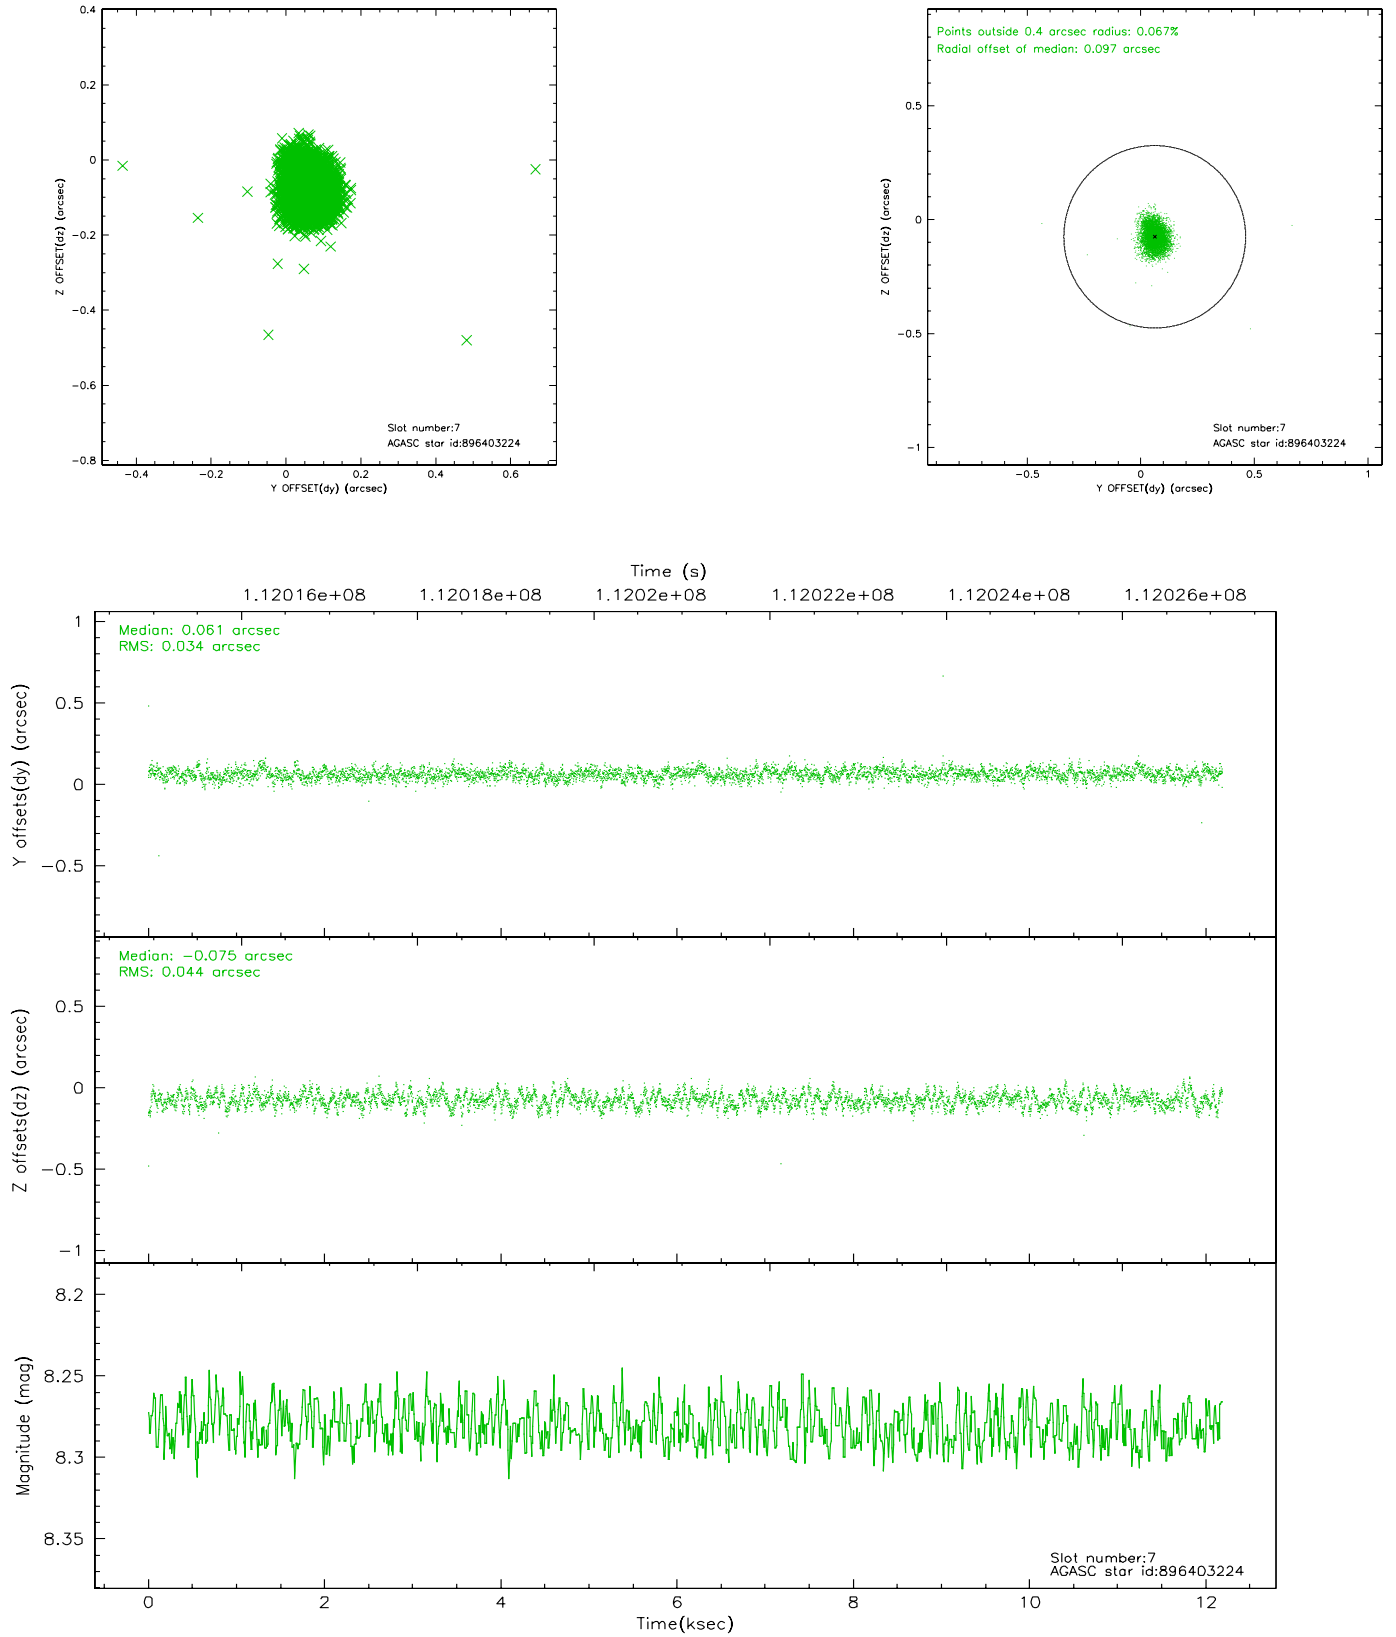 0.4
0.2
0
−0.2
−0.4
−0.6
−0.8
Z OFFSET(dz) (arcsec)
Slot number:7
AGASC star id:896403224
−0.4 −0.2 0 0.2 0.4 0.6
Y OFFSET(dy) (arcsec)
Points outside 0.4 arcsec radius: 0.067%
Radial offset of median: 0.097 arcsec
0.5
0
−0.5
−1
Z OFFSET(dz) (arcsec)
Slot number:7
AGASC star id:896403224
−0.5 0 0.5 1
Y OFFSET(dy) (arcsec)
Time (s)
1.12016e+08 1.12018e+08 1.1202e+08 1.12022e+08 1.12024e+08 1.12026e+08
Median: 0.061 arcsec
RMS: 0.034 arcsec
1
0.5
0
−0.5
Y offsets(dy) (arcsec)
Median: −0.075 arcsec
RMS: 0.044 arcsec
0.5
0
−0.5
−1
Z offsets(dz) (arcsec)
8.2
8.25
8.3
8.35
Magnitude (mag)
Slot number:7
AGASC star id:896403224
0 2 4 6 8 10 12
Time(ksec)